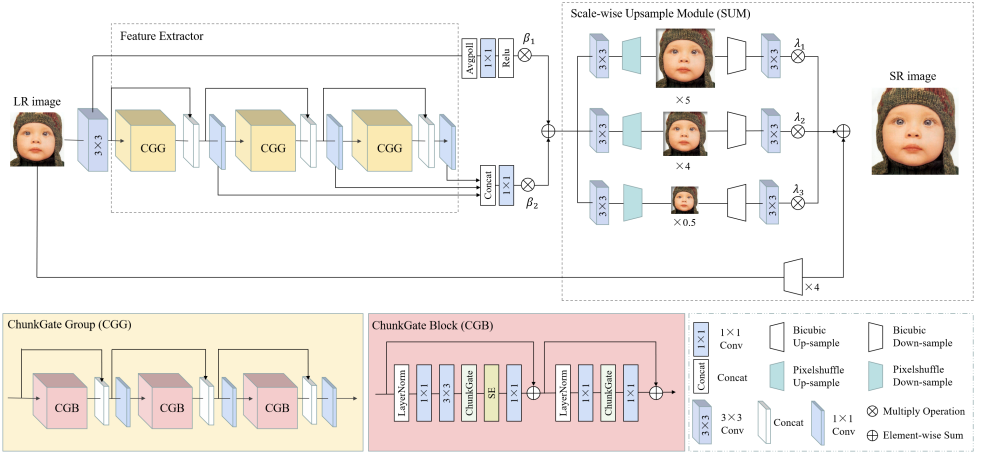 Scale-wise Upsample Module (SUM)
Feature Extractor
Avgpoll
1×1
Relu
β1
3×3
3×3
λ1
×5
LR image
SR image
3×3
CGG
CGG
CGG
3×3
3×3
λ2
×4
Concat
1×1
β2
3×3
3×3
λ3
×0.5
×4
ChunkGate Group (CGG)
CGB
CGB
CGB
ChunkGate Block (CGB)
LayerNorm
1×1
3×3
ChunkGate
SE
1×1
LayerNorm
1×1
ChunkGate
1×1
1×1
1×1
Conv
Bicubic
Up-sample
Bicubic
Down-sample
Concat
Concat
Pixelshuffle
Up-sample
Pixelshuffle
Down-sample
3×3
3×3
Conv
Concat
1×1
Conv
Multiply Operation
Element-wise Sum